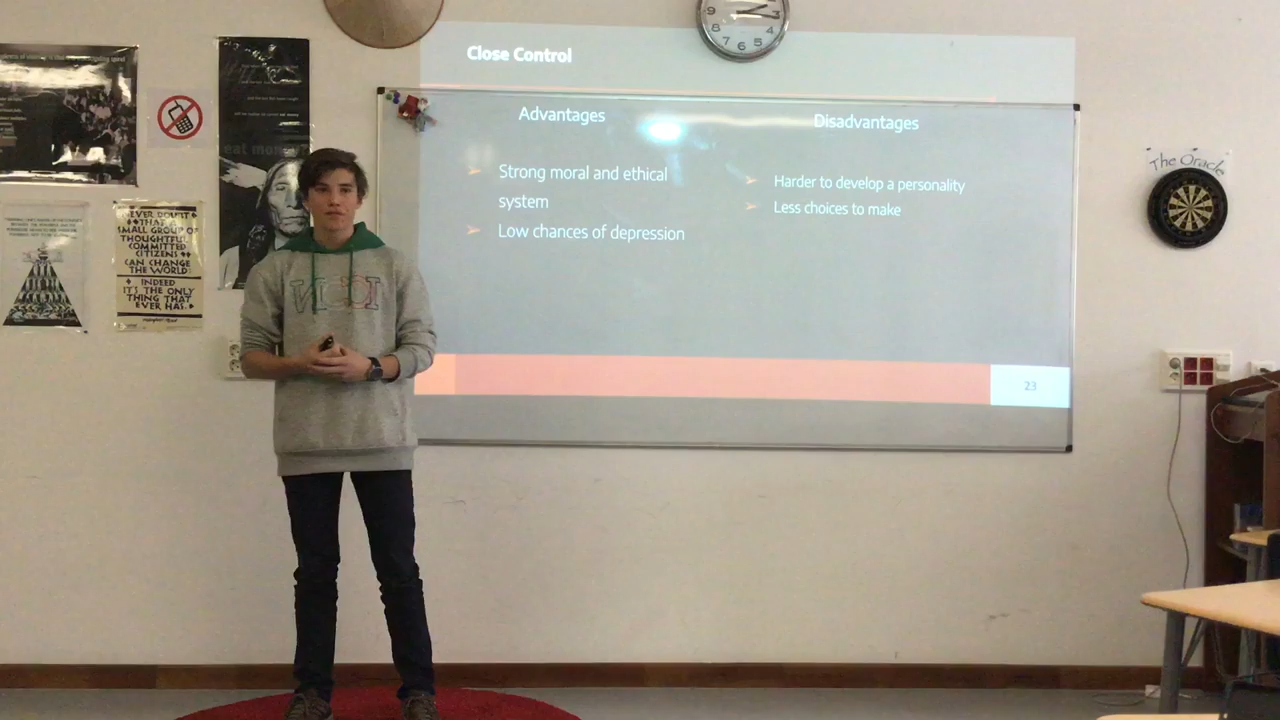 Close Control
Advantages
Disadvantages
Strong moral and ethical
system
Low chances of depression
Harder to develop a personality
Less choices to make
23
The Oracle
eat money
NEVER DOUBT
THAT A
SMALL GROUP OF
THOUGHTFUL
COMMITTED
CITIZENS
CAN CHANGE
THE WORLD
INDEED
IT'S THE ONLY
THING THAT
EVER HAS.